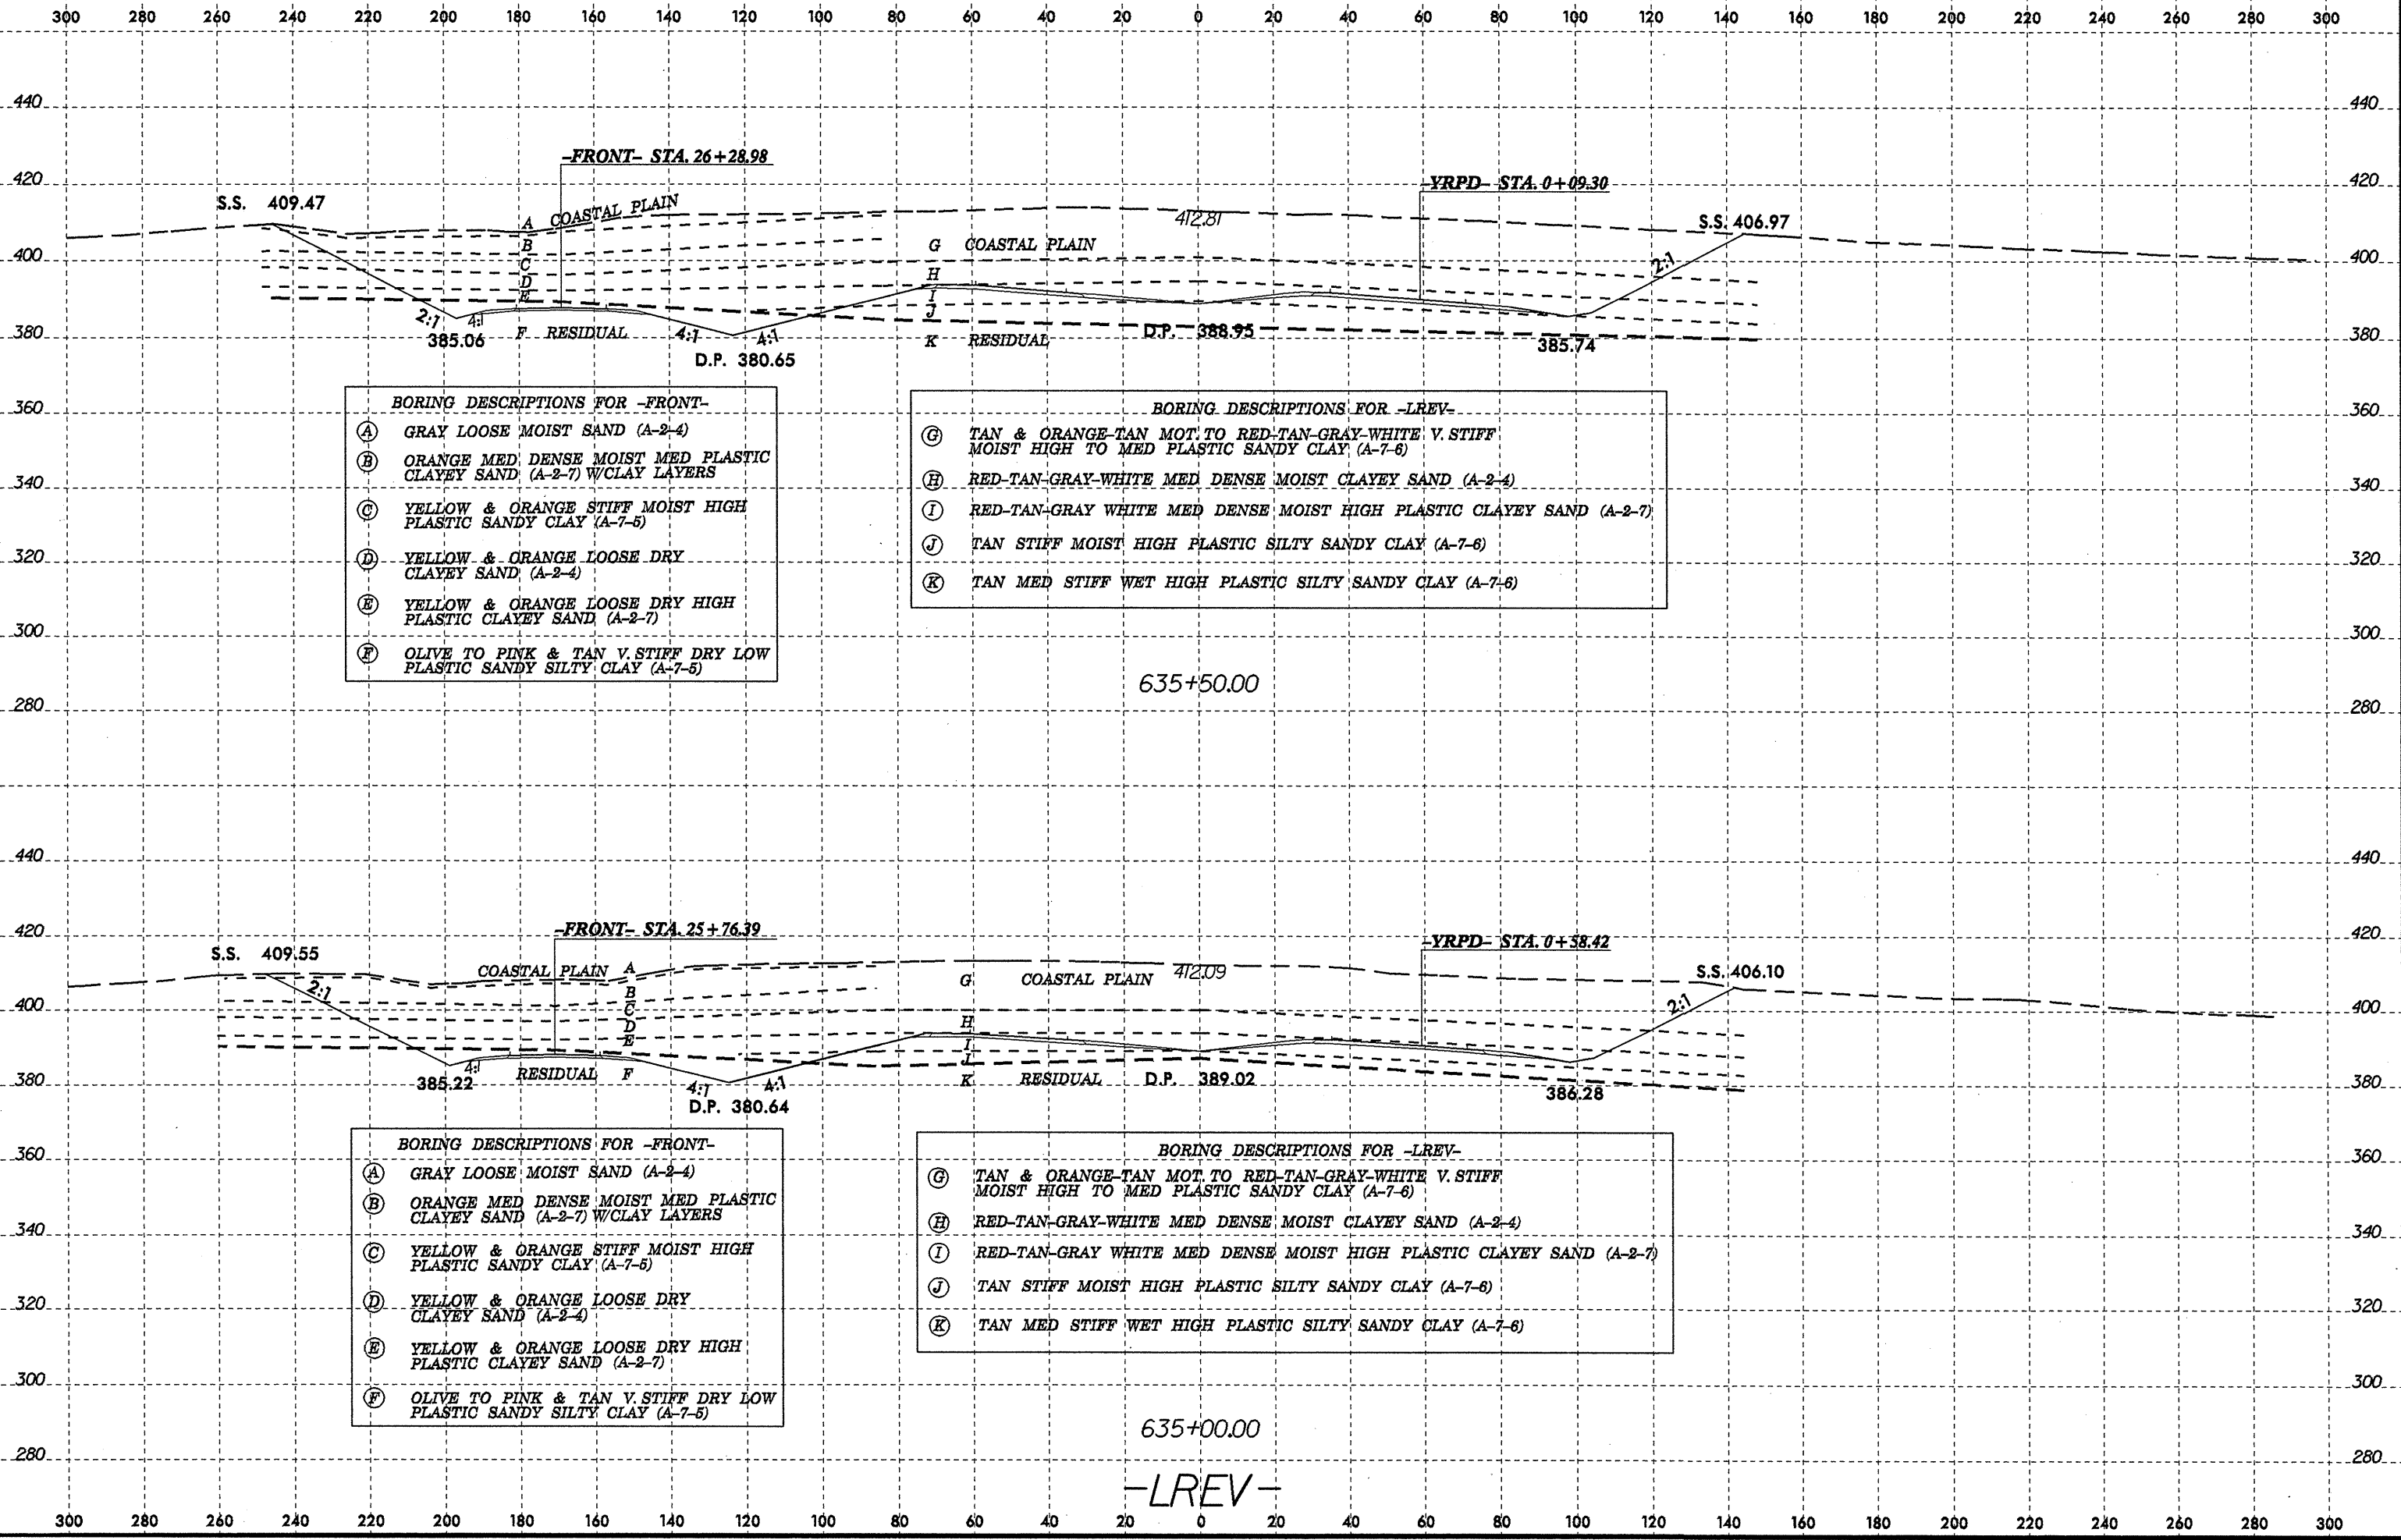 300 280 260 240 220 200 180 160 140 120 100 80 60 40 20 0 20 40 60 80 100 120 140 160 180 200 220 240 260 280 300
440 440
-FRONT- STA. 26+28.98
420 420
-YRPD- STA. 0+09.30
S.S. 409.47
A COASTAL PLAIN
412.81
S.S. 406.97
B
G COASTAL PLAIN
400 400
C
H
2:1
D
E
I
J
2:1
4:1
385.06
F RESIDUAL
4:1
4:1
380 380
K RESIDUAL
D.P. 388.95
385.74
D.P. 380.65
BORING DESCRIPTIONS FOR -FRONT-
A GRAY LOOSE MOIST SAND (A-2-4)
B ORANGE MED DENSE MOIST MED PLASTIC
CLAYEY SAND (A-2-7) W/CLAY LAYERS
C YELLOW & ORANGE STIFF MOIST HIGH
PLASTIC SANDY CLAY (A-7-5)
D YELLOW & ORANGE LOOSE DRY
CLAYEY SAND (A-2-4)
E YELLOW & ORANGE LOOSE DRY HIGH
PLASTIC CLAYEY SAND (A-2-7)
F OLIVE TO PINK & TAN V. STIFF DRY LOW
PLASTIC SANDY SILTY CLAY (A-7-5)
BORING DESCRIPTIONS FOR -LREV-
G TAN & ORANGE-TAN MOT. TO RED-TAN-GRAY-WHITE V. STIFF
MOIST HIGH TO MED PLASTIC SANDY CLAY (A-7-6)
H RED-TAN-GRAY-WHITE MED DENSE MOIST CLAYEY SAND (A-2-4)
I RED-TAN-GRAY WHITE MED DENSE MOIST HIGH PLASTIC CLAYEY SAND (A-2-7)
J TAN STIFF MOIST HIGH PLASTIC SILTY SANDY CLAY (A-7-6)
K TAN MED STIFF WET HIGH PLASTIC SILTY SANDY CLAY (A-7-6)
360 360
340 340
320 320
300 300
635+50.00
280 280
440 440
-FRONT- STA. 25+76.39
420 420
-YRPD- STA. 0+58.42
S.S. 409.55
COASTAL PLAIN A
412.09
S.S. 406.10
G COASTAL PLAIN
2:1
B
400 400
C
2:1
H
D
E
I
J
4:1
385.22
RESIDUAL F
4:1
4:1
380 380
K RESIDUAL
D.P. 389.02
386.28
D.P. 380.64
BORING DESCRIPTIONS FOR -FRONT-
A GRAY LOOSE MOIST SAND (A-2-4)
B ORANGE MED DENSE MOIST MED PLASTIC
CLAYEY SAND (A-2-7) W/CLAY LAYERS
C YELLOW & ORANGE STIFF MOIST HIGH
PLASTIC SANDY CLAY (A-7-5)
D YELLOW & ORANGE LOOSE DRY
CLAYEY SAND (A-2-4)
E YELLOW & ORANGE LOOSE DRY HIGH
PLASTIC CLAYEY SAND (A-2-7)
F OLIVE TO PINK & TAN V. STIFF DRY LOW
PLASTIC SANDY SILTY CLAY (A-7-5)
BORING DESCRIPTIONS FOR -LREV-
G TAN & ORANGE-TAN MOT. TO RED-TAN-GRAY-WHITE V. STIFF
MOIST HIGH TO MED PLASTIC SANDY CLAY (A-7-6)
H RED-TAN-GRAY-WHITE MED DENSE MOIST CLAYEY SAND (A-2-4)
I RED-TAN-GRAY WHITE MED DENSE MOIST HIGH PLASTIC CLAYEY SAND (A-2-7)
J TAN STIFF MOIST HIGH PLASTIC SILTY SANDY CLAY (A-7-6)
K TAN MED STIFF WET HIGH PLASTIC SILTY SANDY CLAY (A-7-6)
360 360
340 340
320 320
300 300
635+00.00
280 280
-LREV-
300 280 260 240 220 200 180 160 140 120 100 80 60 40 20 0 20 40 60 80 100 120 140 160 180 200 220 240 260 280 300